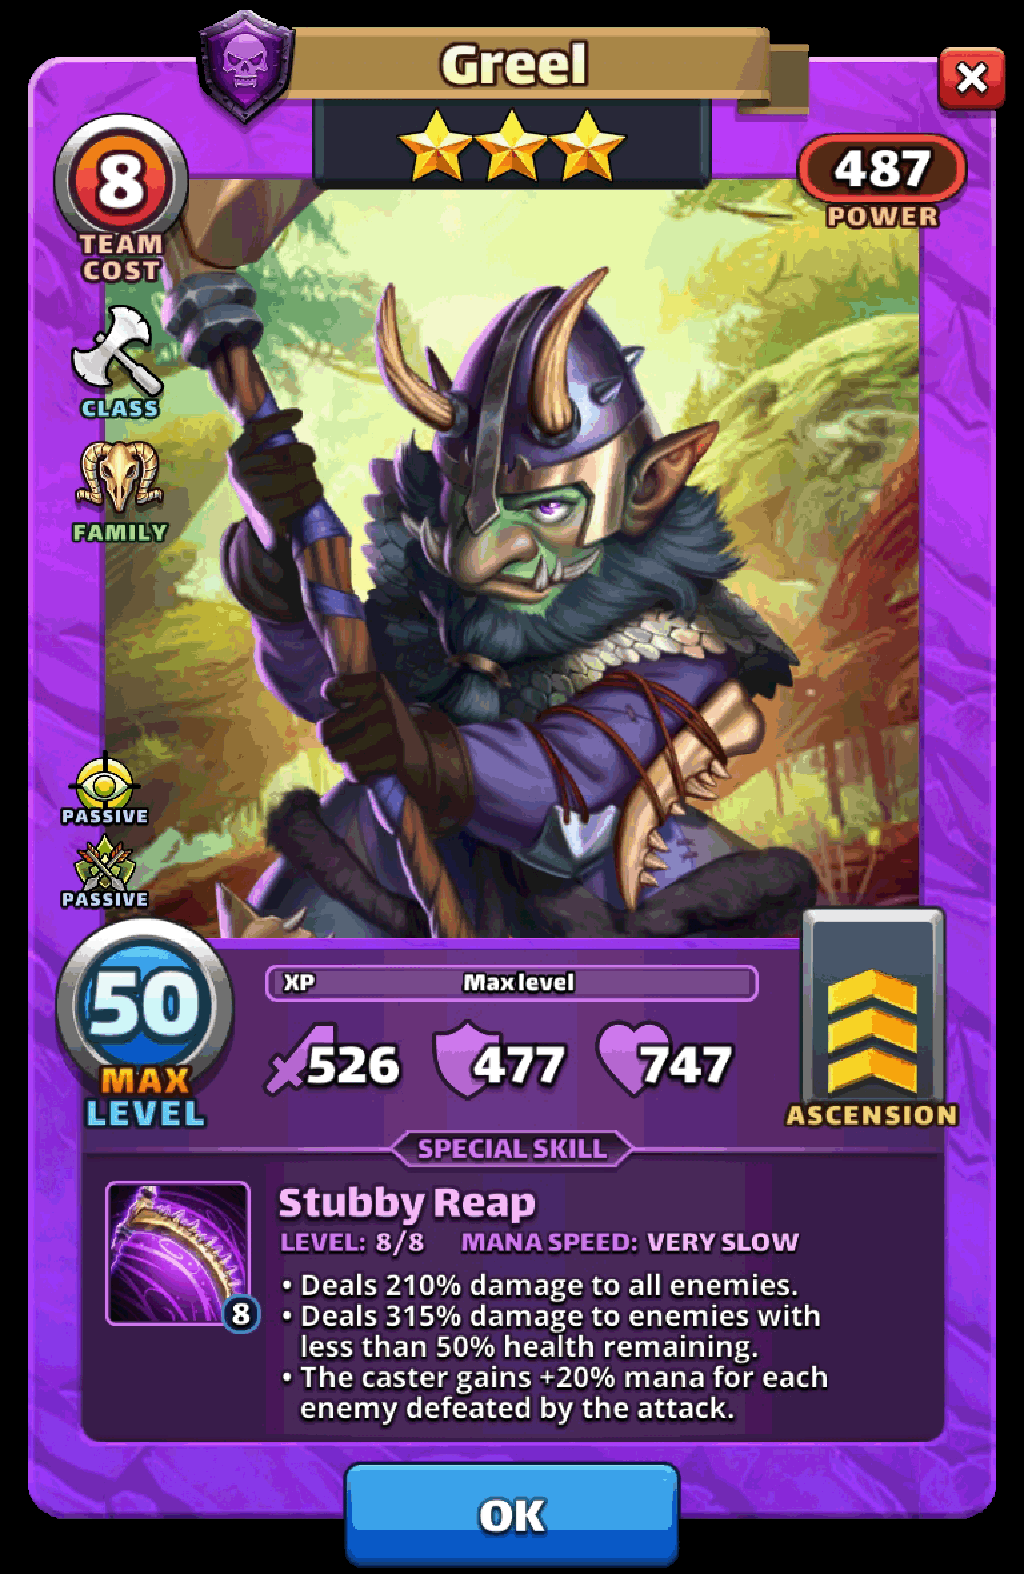 Greel
8
TEAM
COST
487
POWER
CLASS
FAMILY
PASSIVE
PASSIVE
50
MAX
LEVEL
XP Max level
526 477 747
ASCENSION
SPECIAL SKILL
Stubby Reap
LEVEL: 8/8 MANA SPEED: VERY SLOW
8
• Deals 210% damage to all enemies.
• Deals 315% damage to enemies with
less than 50% health remaining.
• The caster gains +20% mana for each
enemy defeated by the attack.
OK